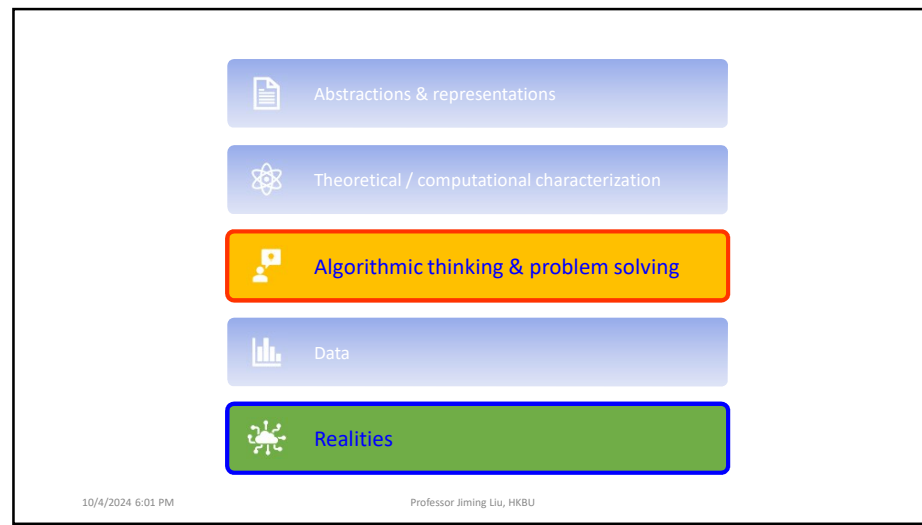 Abstractions & representations
Theoretical / computational characterization
Algorithmic thinking & problem solving
Data
Realities
10/4/2024 6:01 PM
Professor Jiming Liu, HKBU